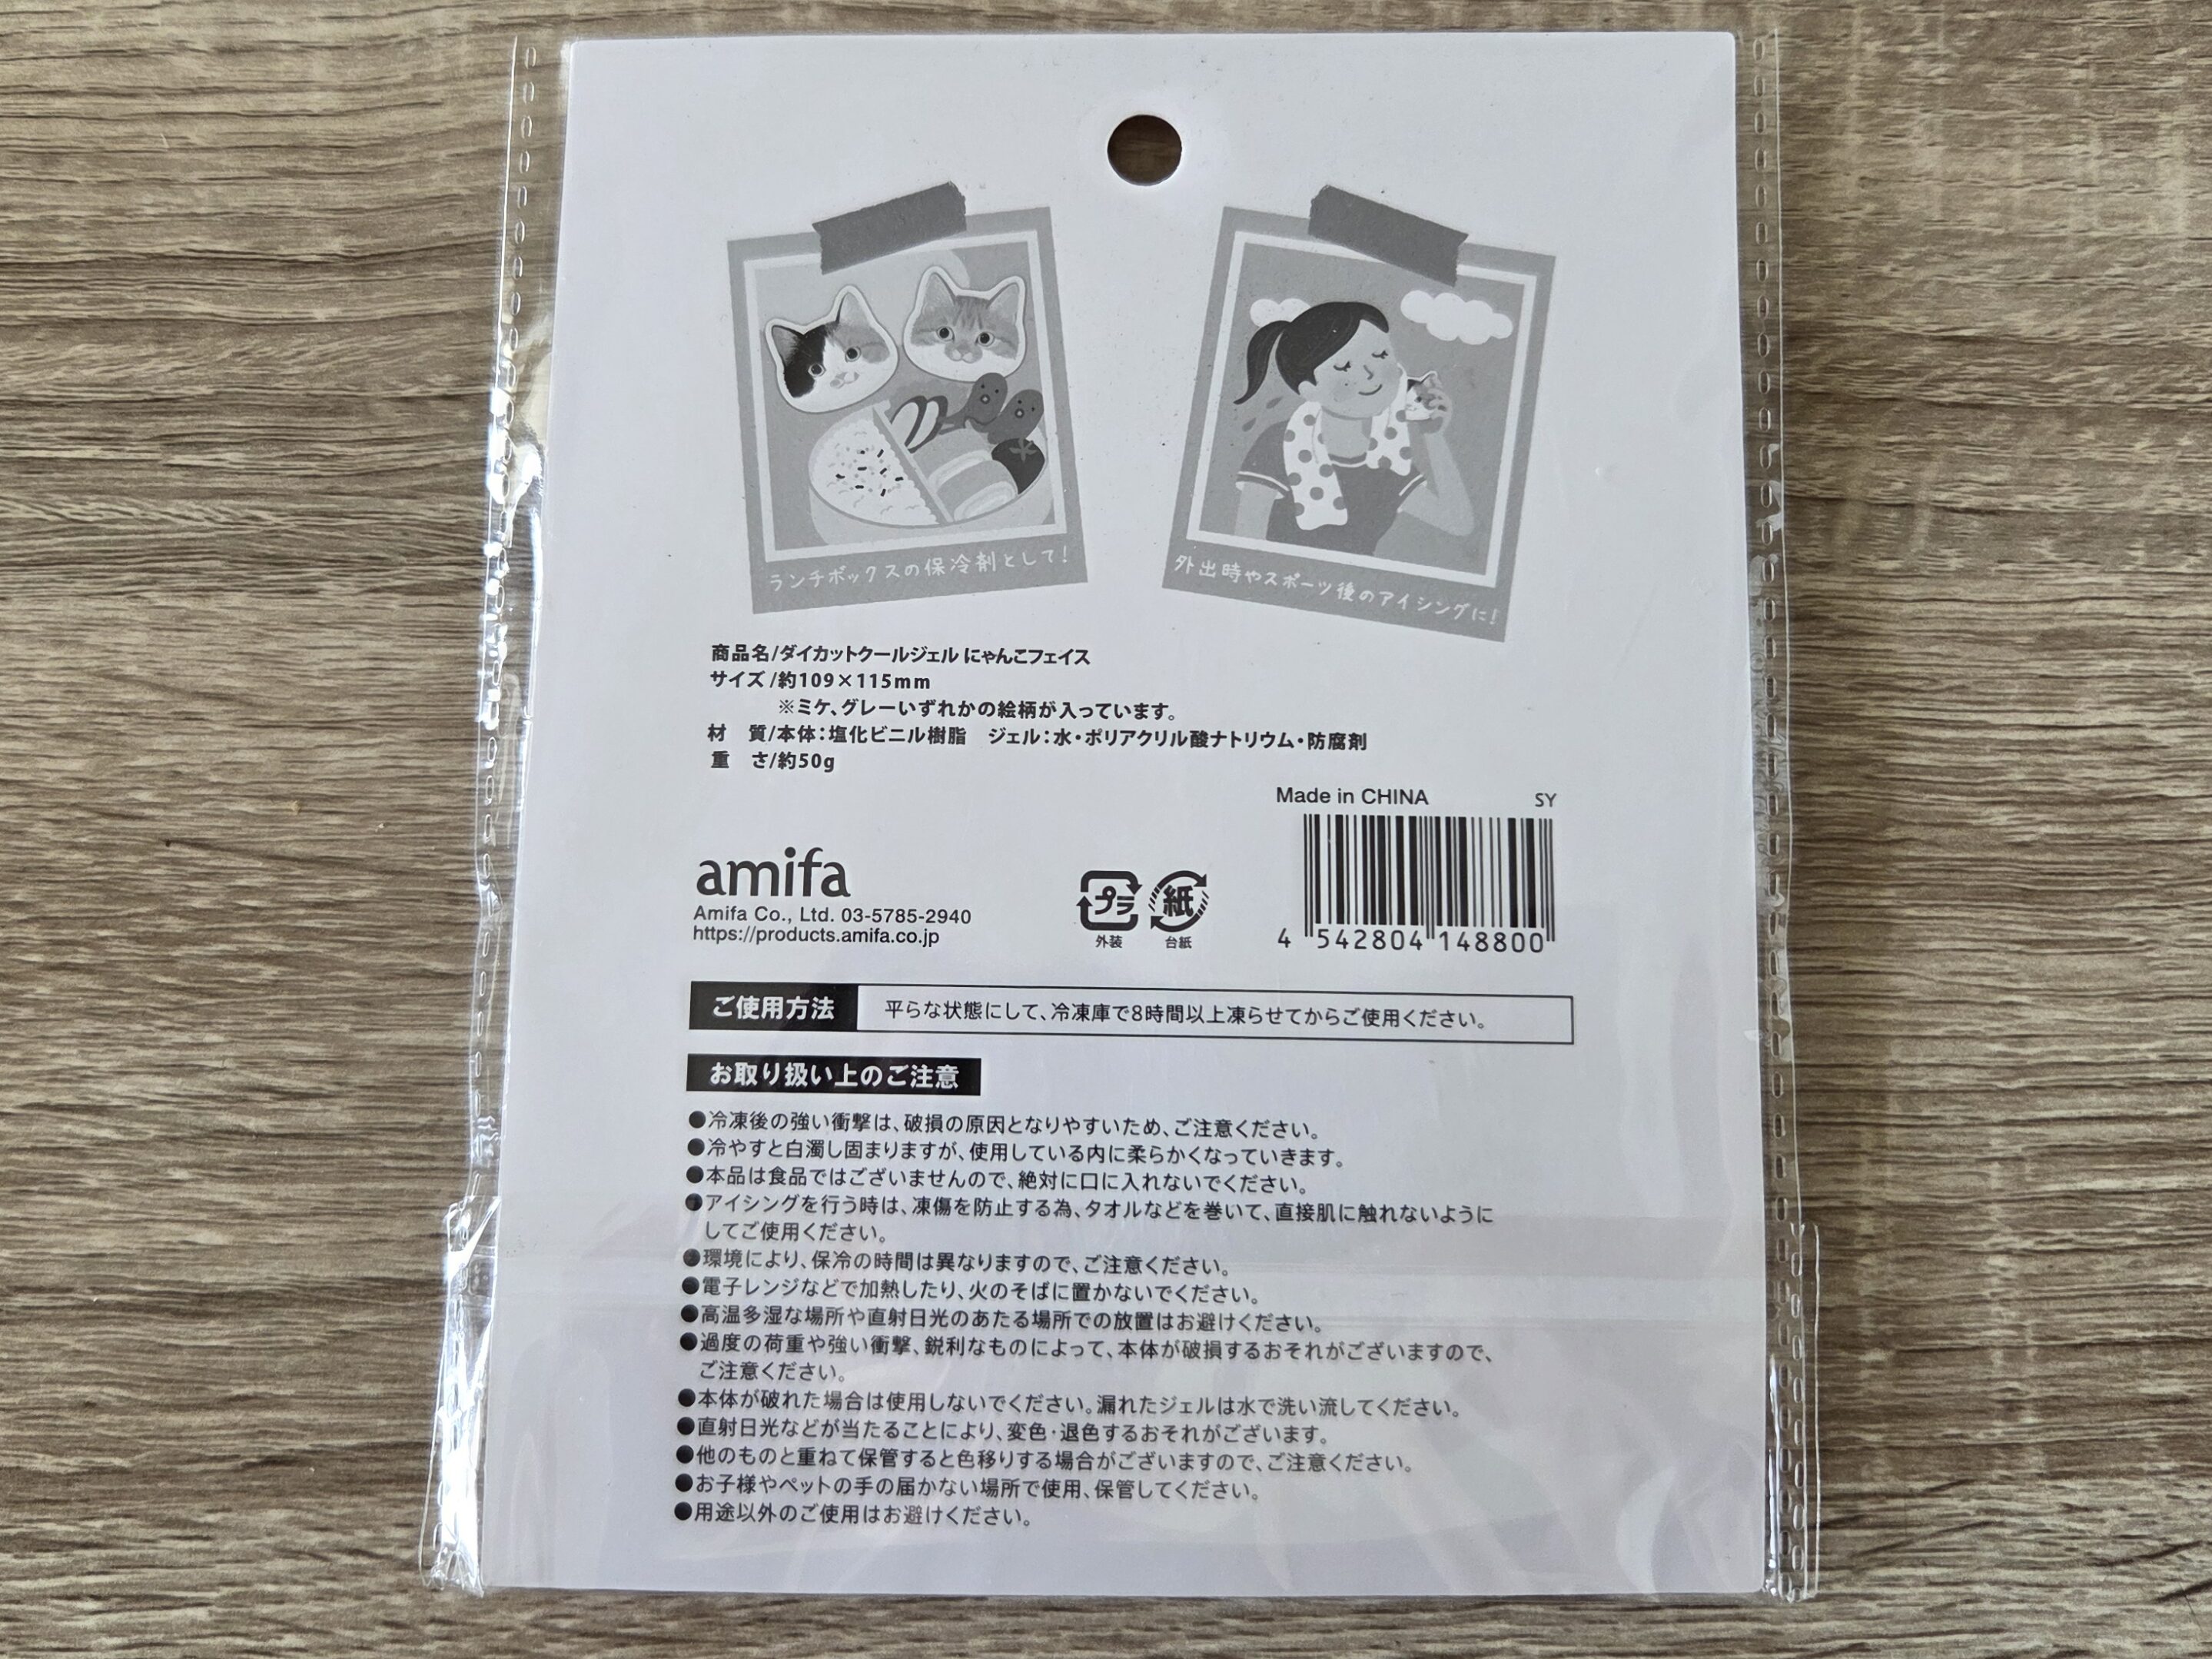 ランチボックスの保冷剤として!
外出時やスポーツ後のアイシングに!
商品名/ダイカットクールジェル にゃんこフェイス
サイズ/約109×115mm
※ミケ、グレーいずれかの絵柄が入っています。
材　質/本体：塩化ビニル樹脂　ジェル：水・ポリアクリル酸ナトリウム・防腐剤
重　さ/約50g
Made in CHINA SY
amifa
Amifa Co., Ltd. 03-5785-2940
https://products.amifa.co.jp
プラ 紙
外装 台紙
4 542804 148800
ご使用方法 平らな状態にして、冷凍庫で8時間以上凍らせてからご使用ください。
お取り扱い上のご注意
●冷凍後の強い衝撃は、破損の原因となりやすいため、ご注意ください。
●冷やすと白濁し固まりますが、使用している内に柔らかくなっていきます。
●本品は食品ではございませんので、絶対に口に入れないでください。
●アイシングを行う時は、凍傷を防止する為、タオルなどを巻いて、直接肌に触れないように
してご使用ください。
●環境により、保冷の時間は異なりますので、ご注意ください。
●電子レンジなどで加熱したり、火のそばに置かないでください。
●高温多湿な場所や直射日光のあたる場所での放置はお避けください。
●過度の荷重や強い衝撃、鋭利なものによって、本体が破損するおそれがございますので、
ご注意ください。
●本体が破れた場合は使用しないでください。漏れたジェルは水で洗い流してください。
●直射日光などが当たることにより、変色・退色するおそれがございます。
●他のものと重ねて保管すると色移りする場合がございますので、ご注意ください。
●お子様やペットの手の届かない場所で使用、保管してください。
●用途以外のご使用はお避けください。